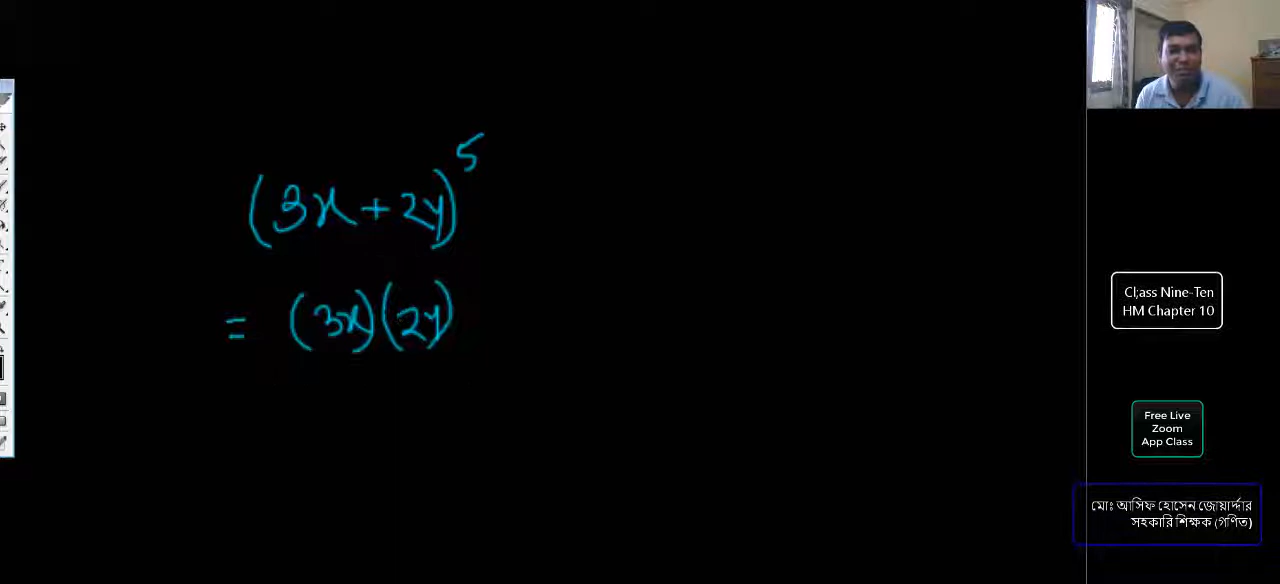 (3x + 2y)^5
= (3x)(2y)
Cl;ass Nine-Ten
HM Chapter 10
Free Live
Zoom
App Class
মোঃ আসিফ হোসেন জোয়ার্দ্দার
সহকারি শিক্ষক (গণিত)